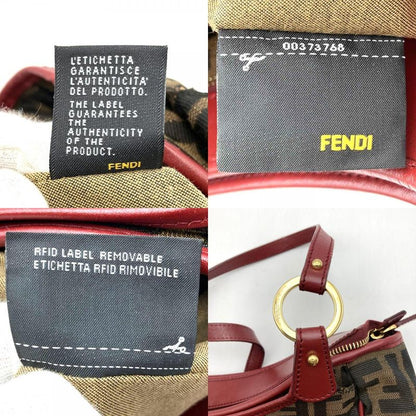 L'ETICHETTA
GARANTISCE
L'AUTENTICITA'
DEL PRODOTTO.
THE LABEL
GUARANTEES
THE
AUTHENTICITY
OF THE
PRODUCT.
FENDI
00373768
FENDI
RFID LABEL REMOVABLE
ETICHETTA RFID RIMOVIBILE